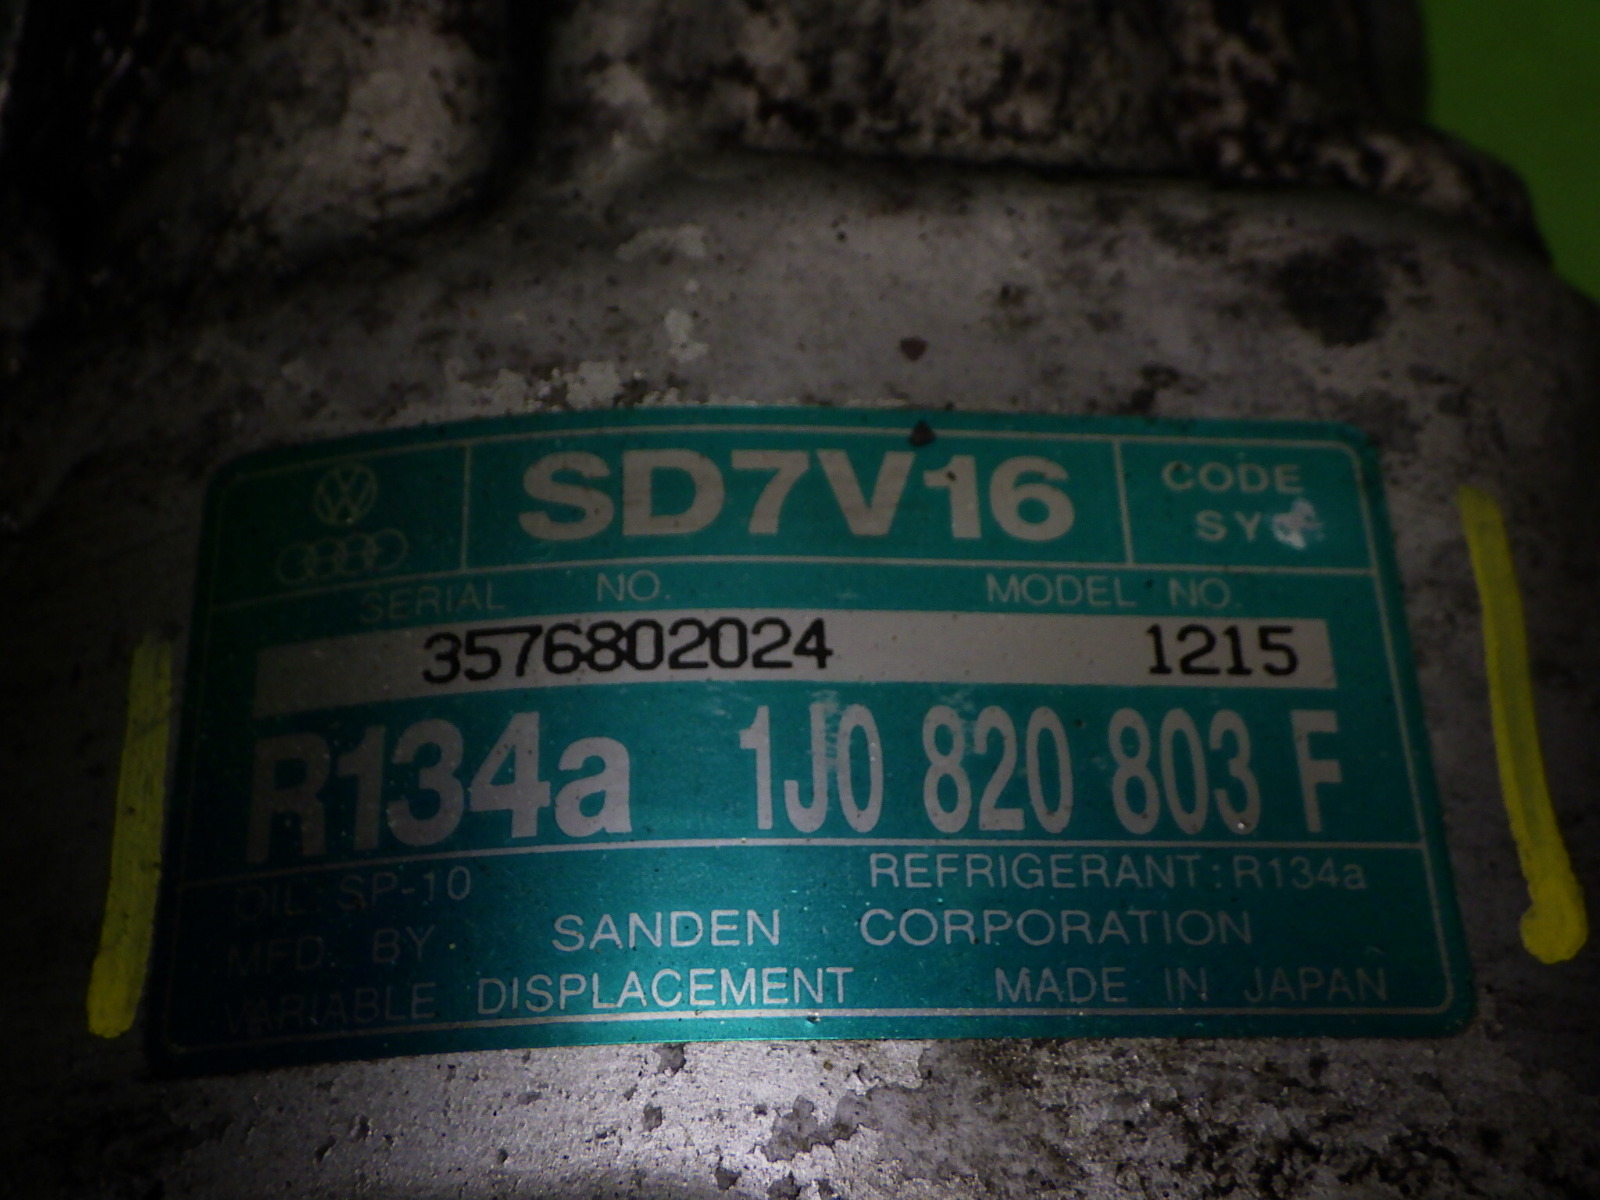 SD7V16
CODE
SERIAL NO. MODEL NO.
3576802024 1215
R134a 1J0 820 803 F
OIL: SP-10 REFRIGERANT: R134a
MFD. BY SANDEN CORPORATION
VARIABLE DISPLACEMENT MADE IN JAPAN